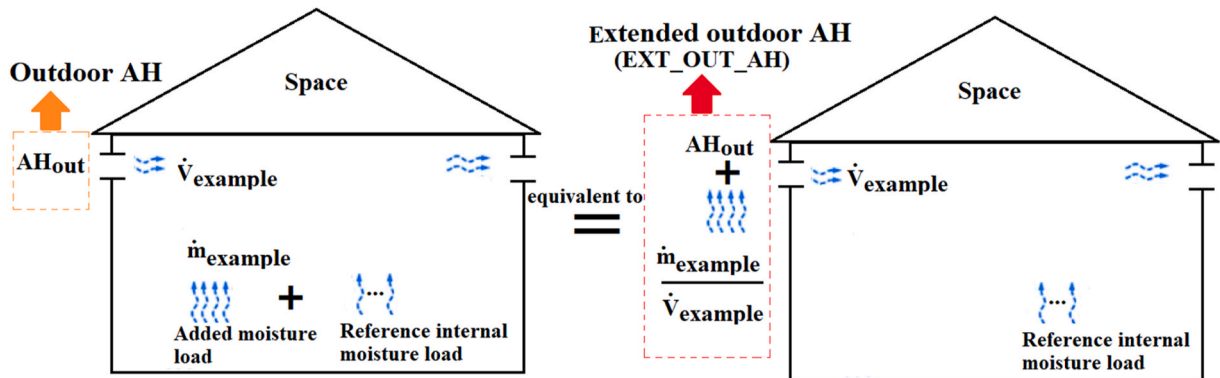 Outdoor AH
AHout
Space
V̇example
ṁexample
+
...
Added moisture
load
Reference internal
moisture load
equivalent to
=
Extended outdoor AH
(EXT_OUT_AH)
AHout
+
ṁexample
V̇example
Space
V̇example
...
Reference internal
moisture load